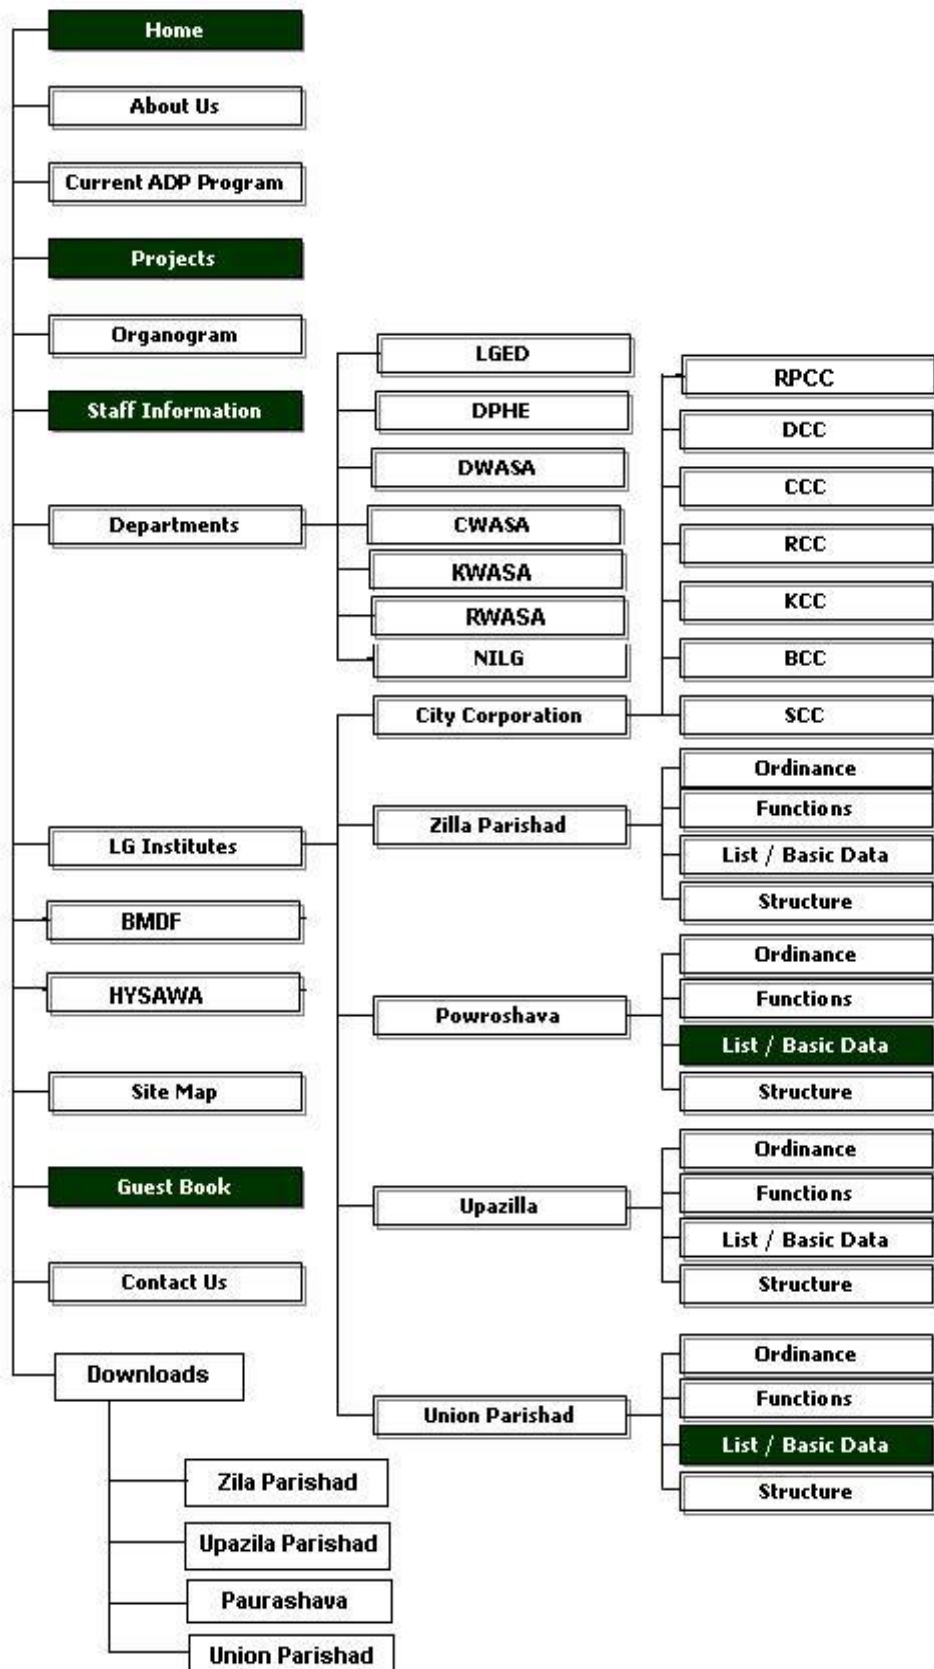 Home
About Us
Current ADP Program
Projects
Organogram
Staff Information
Departments
LGED
DPHE
DWASA
CWASA
KWASA
RWASA
NILG
LG Institutes
City Corporation
RPCC
DCC
CCC
RCC
KCC
BCC
SCC
Zilla Parishad
Ordinance
Functions
List / Basic Data
Structure
Powroshava
Ordinance
Functions
List / Basic Data
Structure
Upazilla
Ordinance
Functions
List / Basic Data
Structure
Union Parishad
Ordinance
Functions
List / Basic Data
Structure
BMDF
HYSAWA
Site Map
Guest Book
Contact Us
Downloads
Zila Parishad
Upazila Parishad
Paurashava
Union Parishad